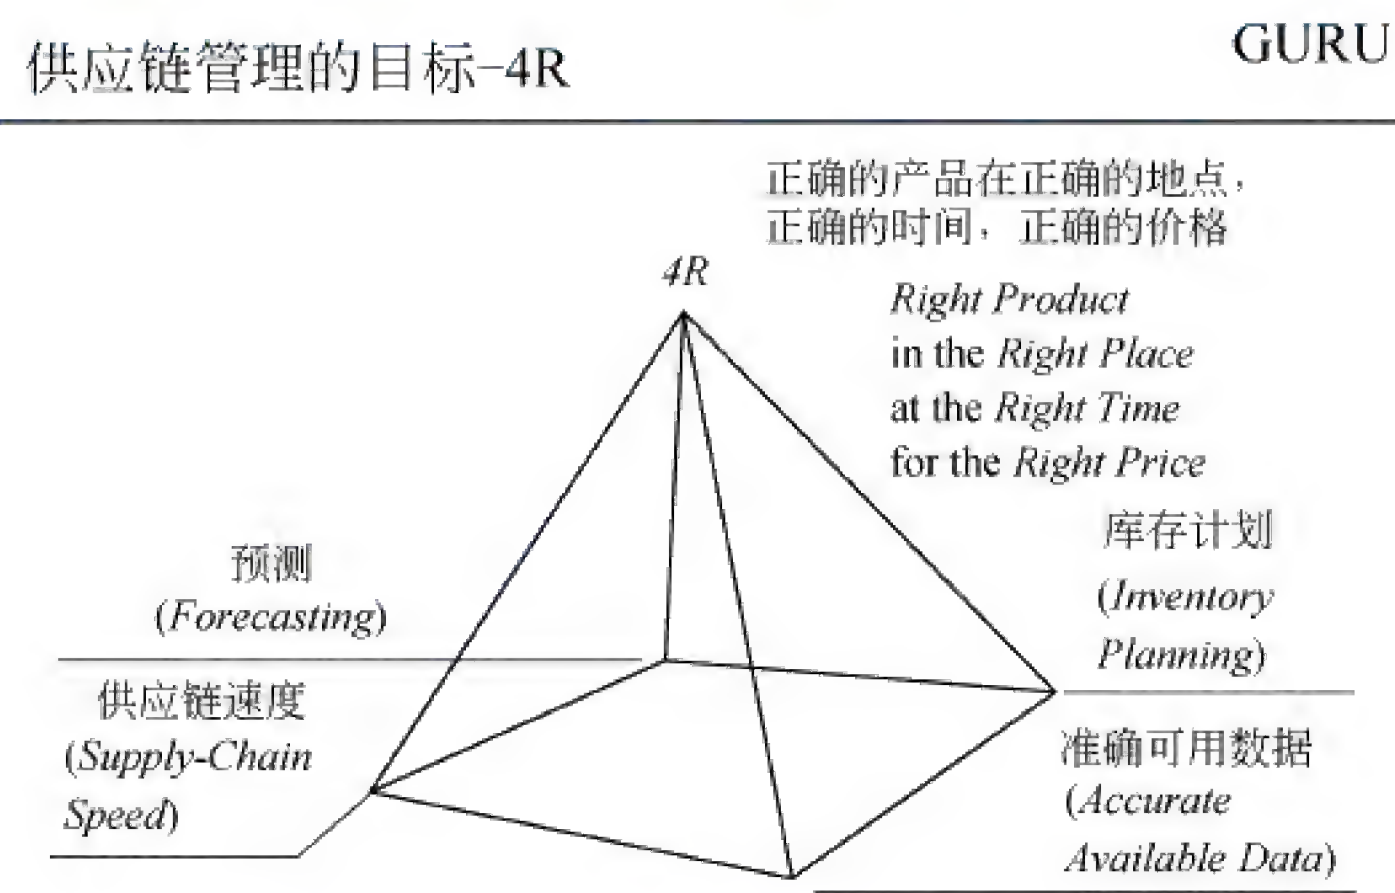 供应链管理的目标-4R
GURU
正确的产品在正确的地点，
正确的时间，正确的价格
4R
Right Product
in the Right Place
at the Right Time
for the Right Price
预测
(Forecasting)
库存计划
(Inventory
Planning)
供应链速度
(Supply-Chain
Speed)
准确可用数据
(Accurate
Available Data)